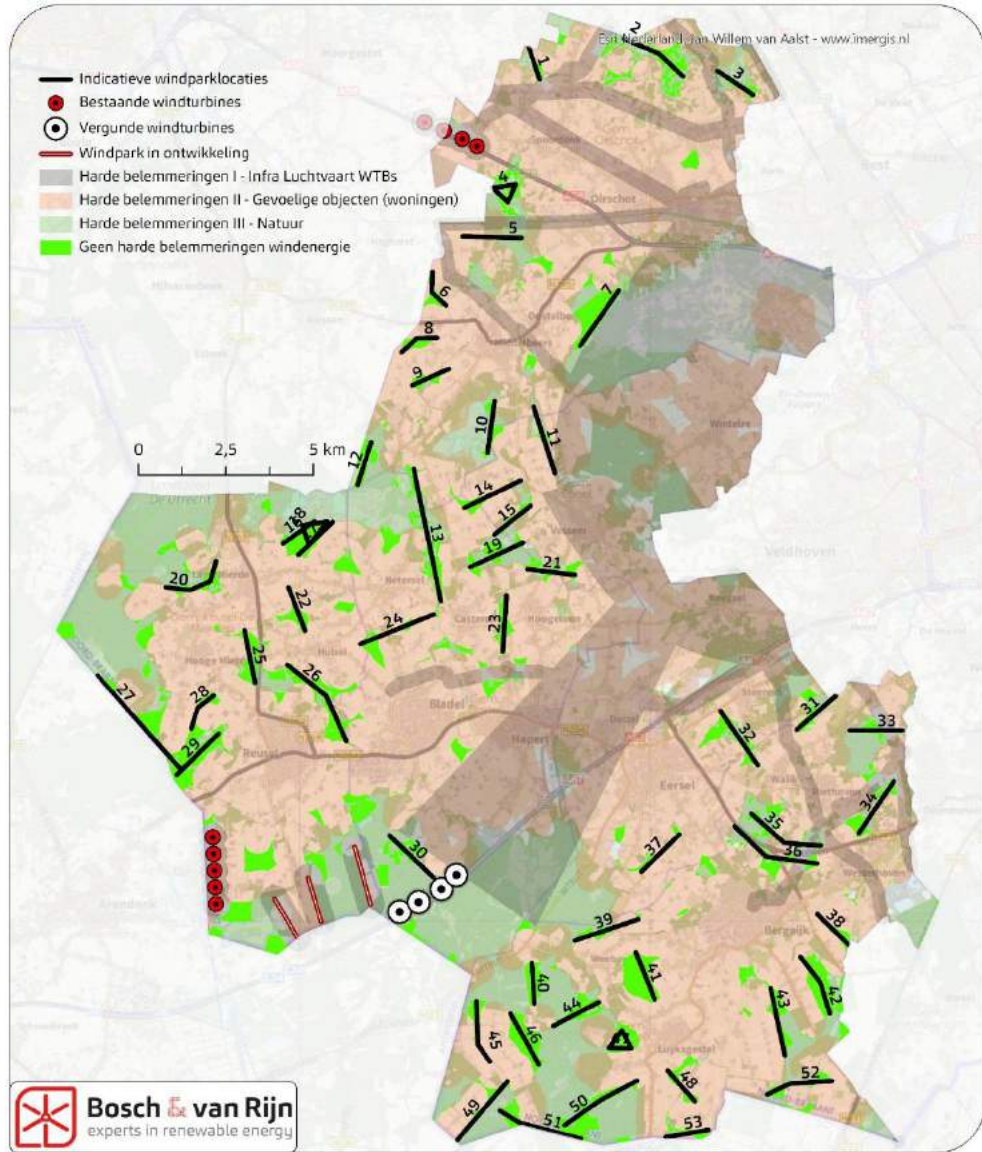 Esri Nederland, Jan Willem van Aalst - www.imergis.nl
Indicatieve windparklocaties
Bestaande windturbines
Vergunde windturbines
Windpark in ontwikkeling
Harde belemmeringen I - Infra Luchtvaart WTBs
Harde belemmeringen II - Gevoelige objecten (woningen)
Harde belemmeringen III - Natuur
Geen harde belemmeringen windenergie
1
2
3
4
Oirschot
5
6
7
8
9
10
11
Wintelre
12
0 2,5 5 km
De Utrecht
13
14
15
18
Veldhoven
19
20
21
22
23
24
Netersel
Casteren
Hoogeloon
25
26
Hulsel
27
28
29
Reusel
Bladel
Hapert
Duizel
Steensel
Eersel
30
31
32
33
34
35
36
37
38
Bergeijk
39
40
41
42
43
44
45
46
Luyksgestel
48
49
50
51
52
53
Arendonk
Bosch & van Rijn
experts in renewable energy